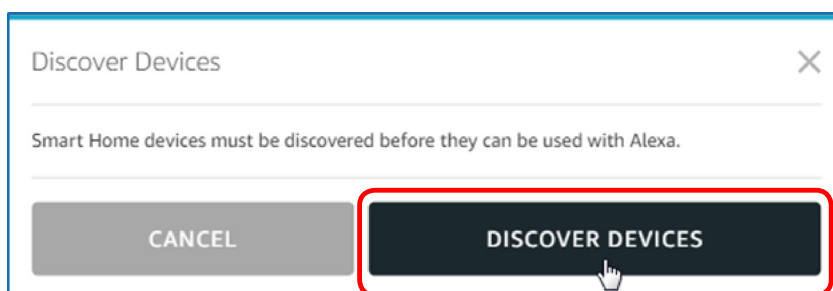 Discover Devices
Smart Home devices must be discovered before they can be used with Alexa.
CANCEL
DISCOVER DEVICES